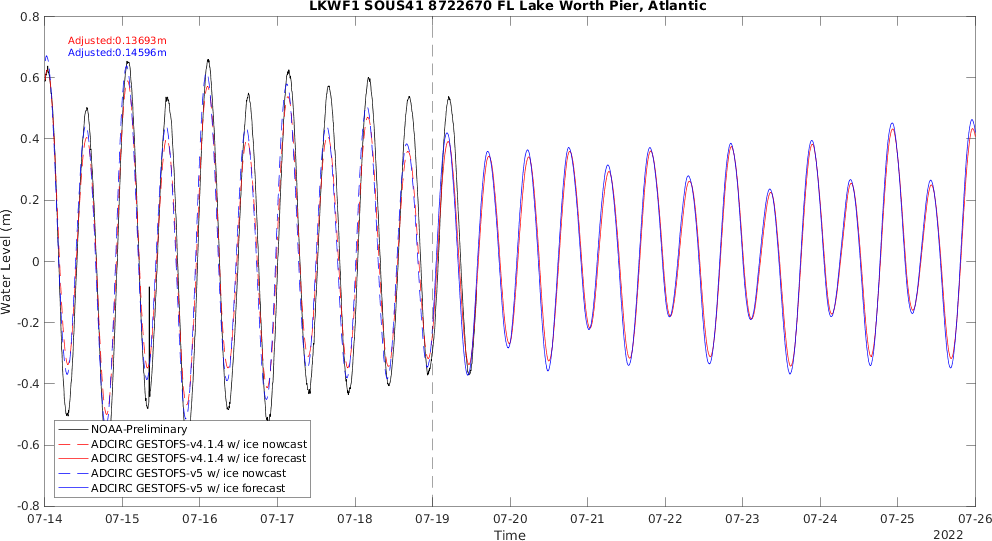 LKWF1 SOUS41 8722670 FL Lake Worth Pier, Atlantic
0.8
Adjusted:0.13693m
Adjusted:0.14596m
0.6
0.4
0.2
0
-0.2
-0.4
-0.6
-0.8
Water Level (m)
NOAA-Preliminary
ADCIRC GESTOFS-v4.1.4 w/ ice nowcast
ADCIRC GESTOFS-v4.1.4 w/ ice forecast
ADCIRC GESTOFS-v5 w/ ice nowcast
ADCIRC GESTOFS-v5 w/ ice forecast
07-14 07-15 07-16 07-17 07-18 07-19 07-20 07-21 07-22 07-23 07-24 07-25 07-26
Time
2022